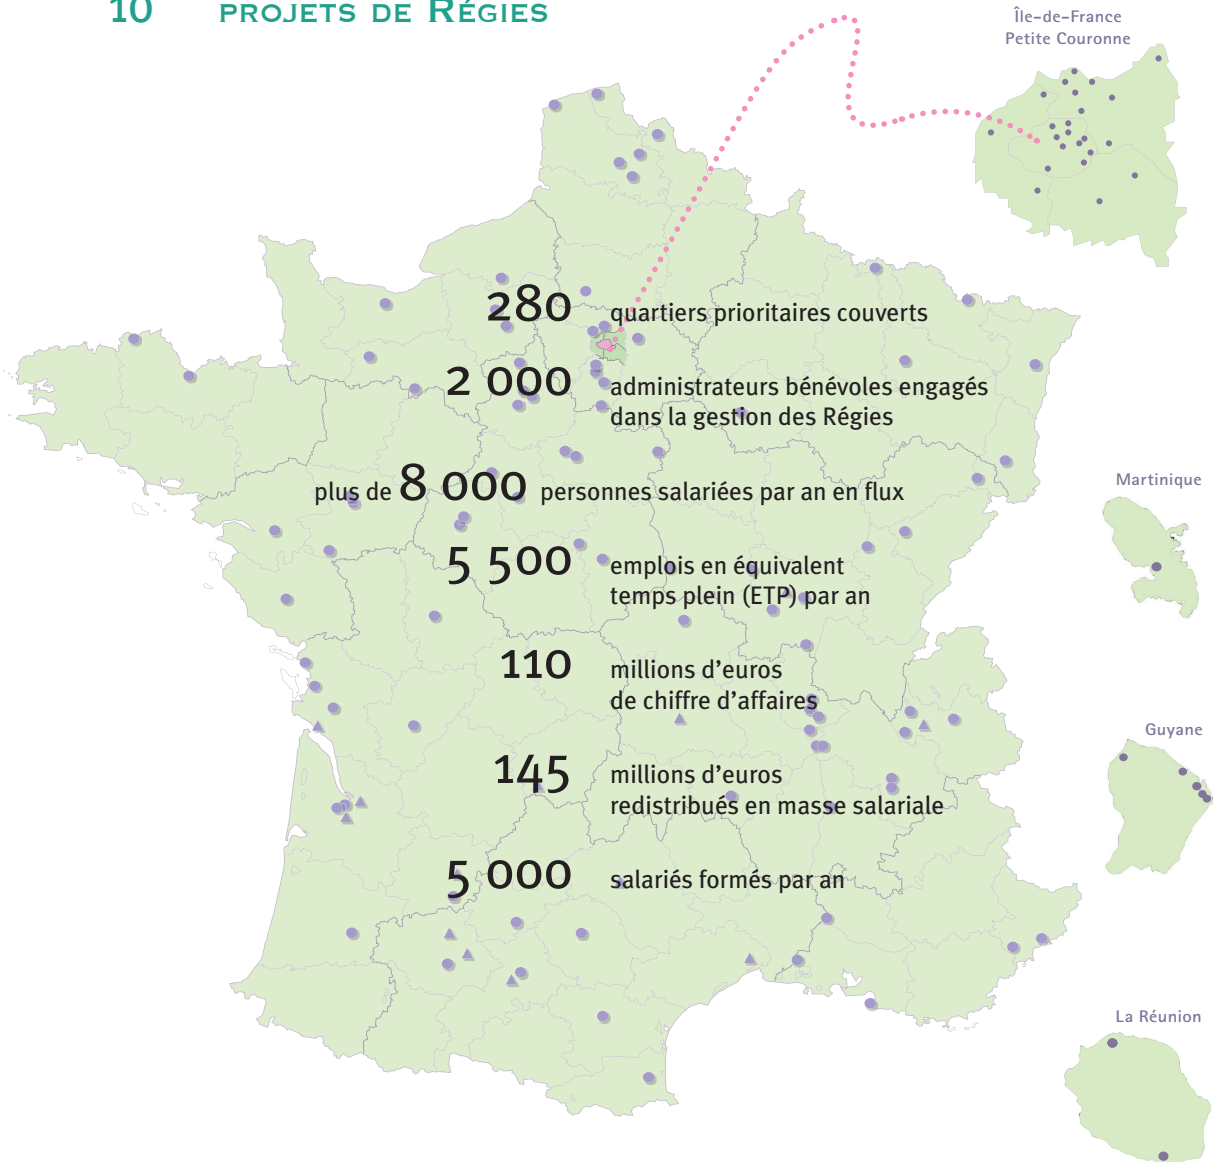 10 PROJETS DE RÉGIES
Île-de-France
Petite Couronne
280 quartiers prioritaires couverts
2 000 administrateurs bénévoles engagés
dans la gestion des Régies
plus de 8 000 personnes salariées par an en flux
Martinique
5 500 emplois en équivalent
temps plein (ETP) par an
110 millions d’euros
de chiffre d’affaires
Guyane
145 millions d’euros
redistribués en masse salariale
5 000 salariés formés par an
La Réunion